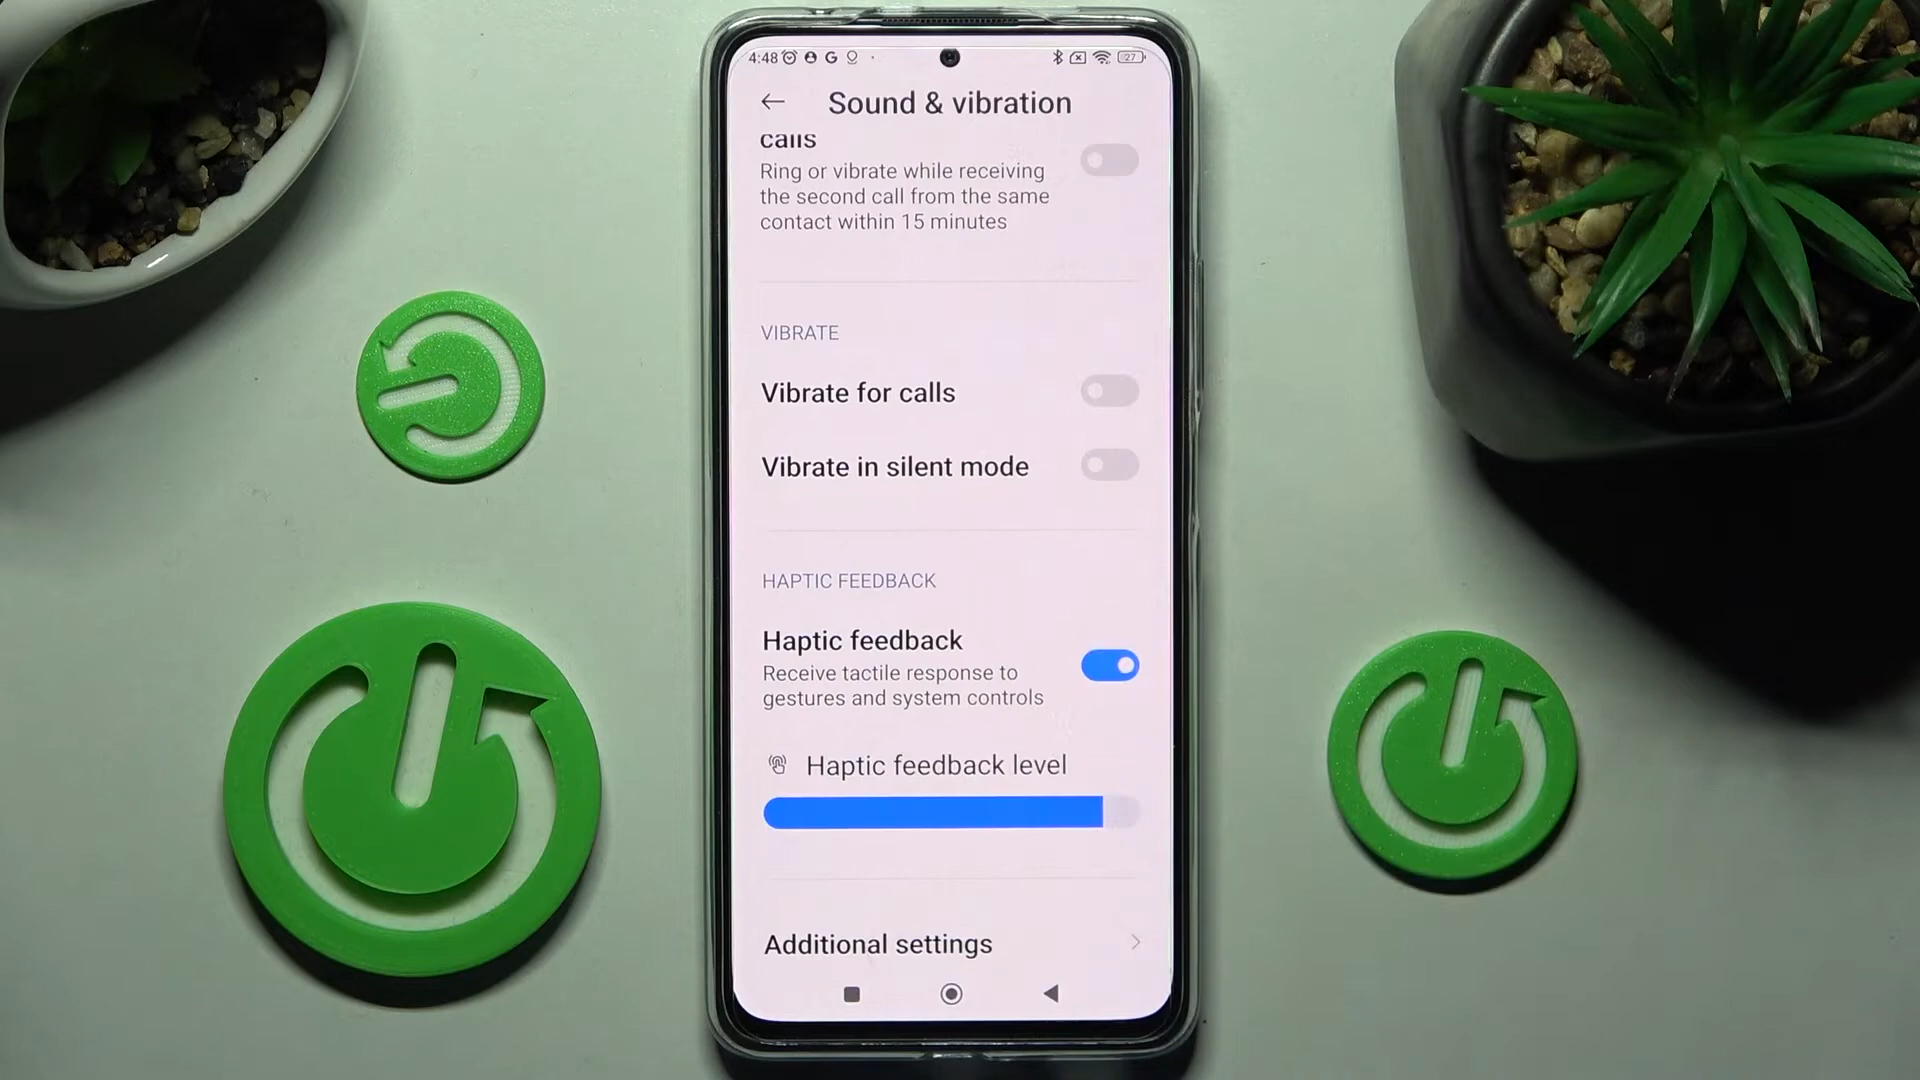 4:48
27
Sound & vibration
calls
Ring or vibrate while receiving
the second call from the same
contact within 15 minutes
VIBRATE
Vibrate for calls
Vibrate in silent mode
HAPTIC FEEDBACK
Haptic feedback
Receive tactile response to
gestures and system controls
Haptic feedback level
Additional settings